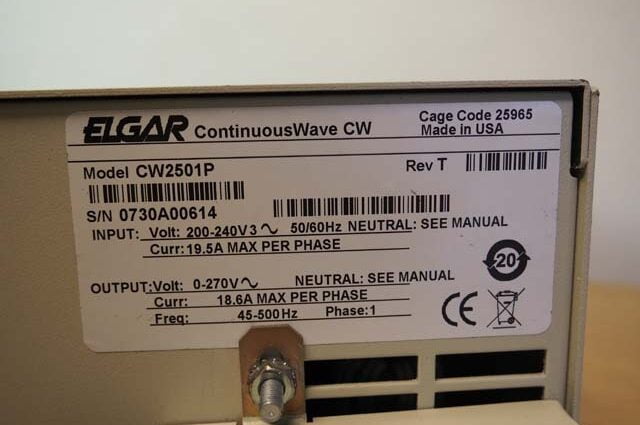 ELGAR ContinuousWave CW Cage Code 25965
Made in USA
Model CW2501P Rev T
S/N 0730A00614
INPUT: Volt: 200-240V 3~ 50/60Hz NEUTRAL: SEE MANUAL
Curr: 19.5A MAX PER PHASE
20
OUTPUT: Volt: 0-270V~ NEUTRAL: SEE MANUAL
Curr: 18.6A MAX PER PHASE
Freq: 45-500 Hz Phase: 1
CE